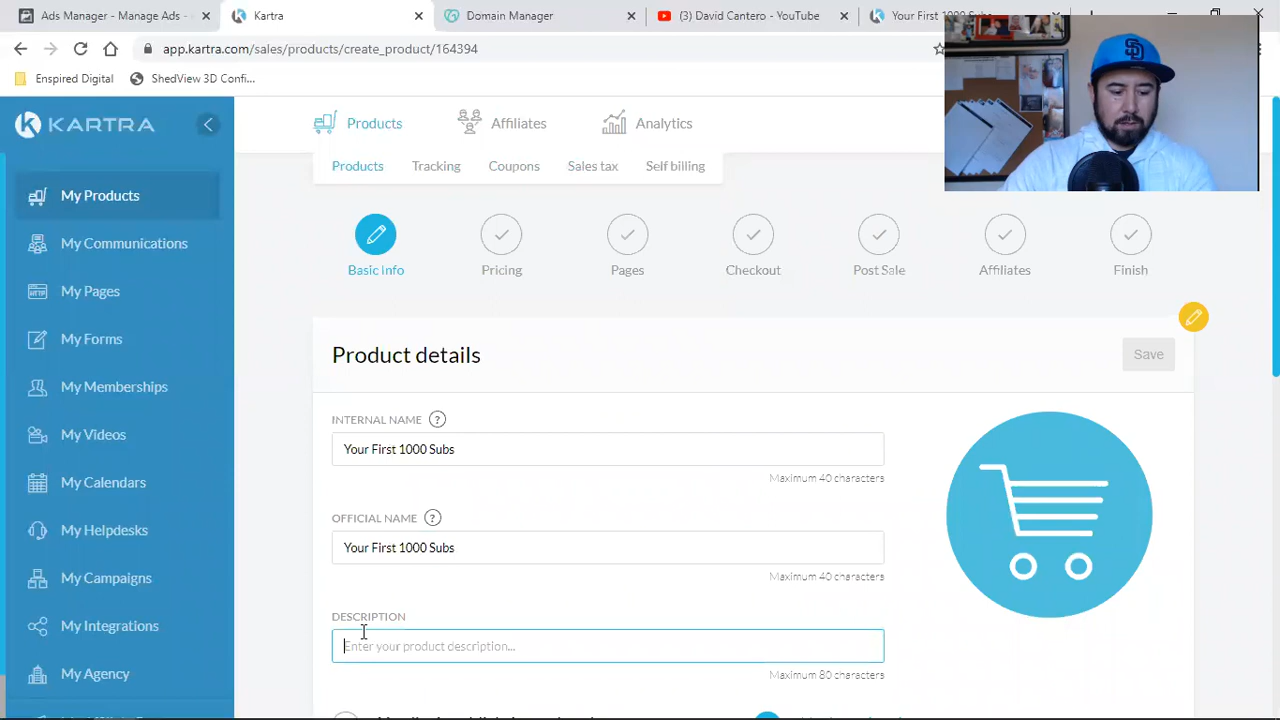 Ads Manager - Manage Ads -
Kartra
Domain Manager
(3) David Cantero - YouTube
Your First 1000 Subs
app.kartra.com/sales/products/create_product/164394
Enspired Digital
ShedView 3D Confi...
KARTRA
Products
Affiliates
Analytics
Products
Tracking
Coupons
Sales tax
Self billing
My Products
My Communications
My Pages
My Forms
My Memberships
My Videos
My Calendars
My Helpdesks
My Campaigns
My Integrations
My Agency
Basic Info
Pricing
Pages
Checkout
Post Sale
Affiliates
Finish
Product details
Save
INTERNAL NAME ?
Your First 1000 Subs
Maximum 40 characters
OFFICIAL NAME ?
Your First 1000 Subs
Maximum 40 characters
DESCRIPTION
Enter your product description...
Maximum 80 characters